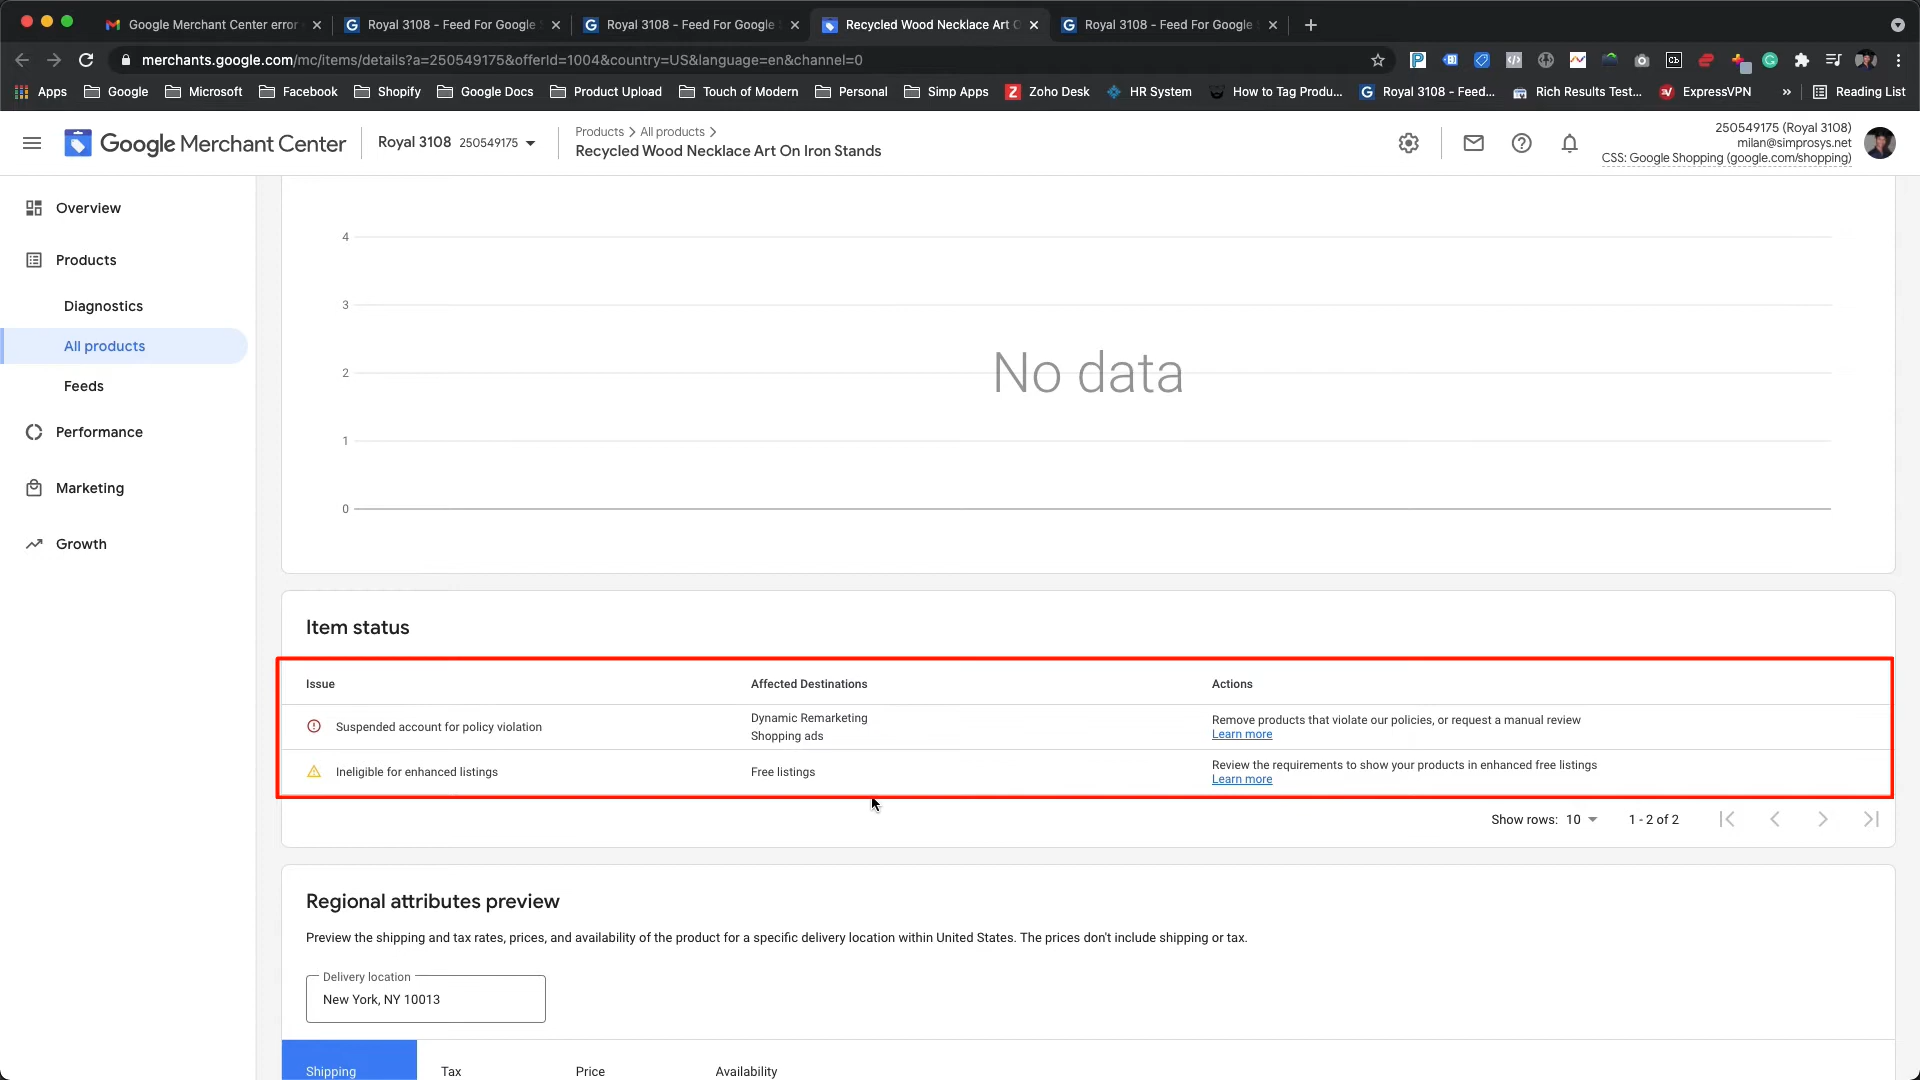 Google Merchant Center error
Royal 3108 - Feed For Google
Royal 3108 - Feed For Google
Recycled Wood Necklace Art
Royal 3108 - Feed For Google
merchants.google.com/mc/items/details?a=250549175&offerId=1004&country=US&language=en&channel=0
Apps
Google
Microsoft
Facebook
Shopify
Google Docs
Product Upload
Touch of Modern
Personal
Simp Apps
Zoho Desk
HR System
How to Tag Produ...
Royal 3108 - Feed...
Rich Results Test...
ExpressVPN
»
Reading List
Google Merchant Center
Royal 3108 250549175
Products > All products >
Recycled Wood Necklace Art On Iron Stands
250549175 (Royal 3108)
milan@simprosys.net
CSS: Google Shopping (google.com/shopping)
Overview
Products
Diagnostics
All products
Feeds
Performance
Marketing
Growth
4
3
2
1
0
No data
Item status
Issue Affected Destinations Actions
Suspended account for policy violation
Dynamic Remarketing
Shopping ads
Remove products that violate our policies, or request a manual review
Learn more
Ineligible for enhanced listings
Free listings
Review the requirements to show your products in enhanced free listings
Learn more
Show rows: 10 1 - 2 of 2
Regional attributes preview
Preview the shipping and tax rates, prices, and availability of the product for a specific delivery location within United States. The prices don't include shipping or tax.
Delivery location
New York, NY 10013
Shipping Tax Price Availability